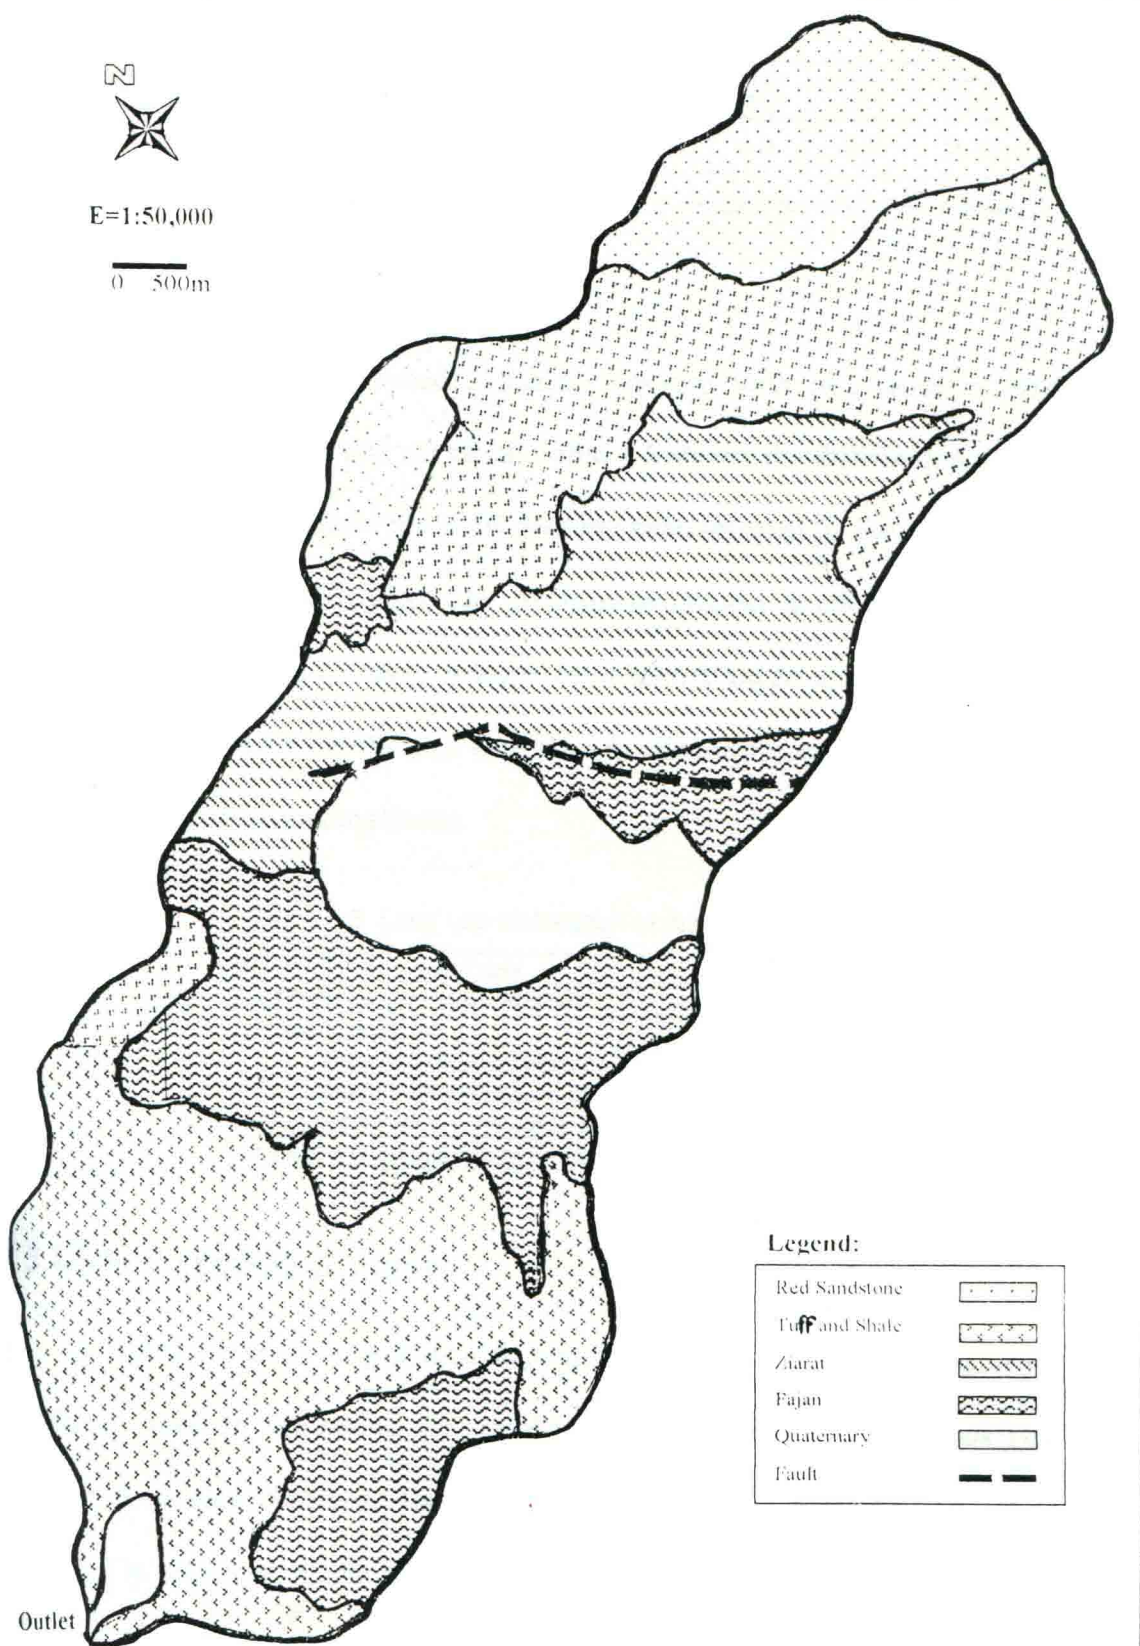 N
E=1:50,000
0 500m
Legend:
Red Sandstone
Tuff and Shale
Ziarat
Fajan
Quaternary
Fault
Outlet